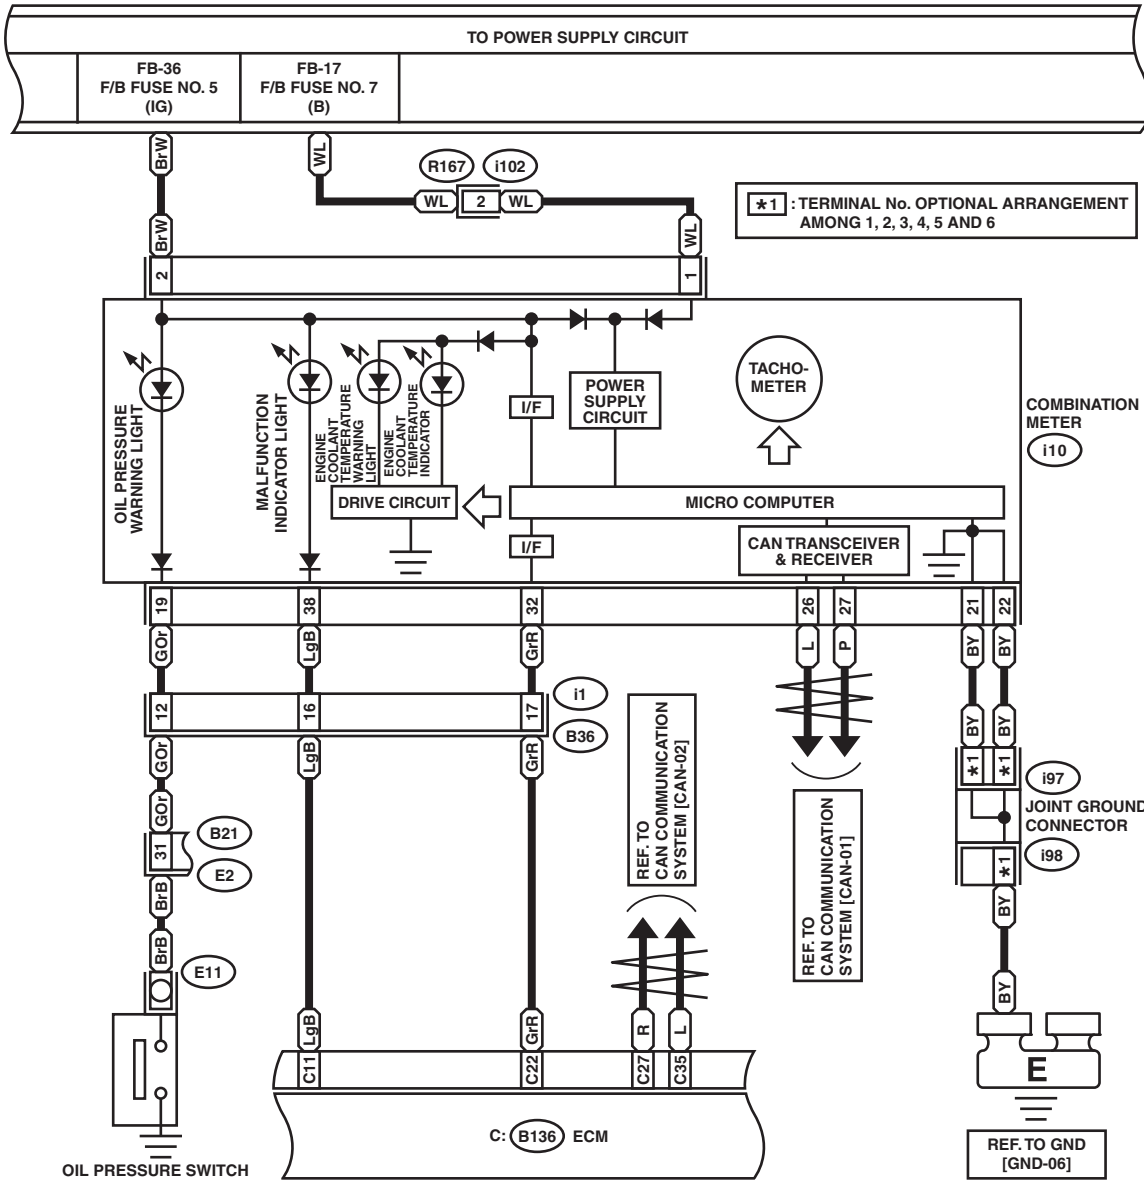 TO POWER SUPPLY CIRCUIT
FB-36
F/B FUSE NO. 5
(IG)
FB-17
F/B FUSE NO. 7
(B)
BrW
WL
R167
i102
WL
2
WL
*1 : TERMINAL No. OPTIONAL ARRANGEMENT
AMONG 1, 2, 3, 4, 5 AND 6
BrW
WL
2
1
OIL PRESSURE
WARNING LIGHT
MALFUNCTION
INDICATOR LIGHT
ENGINE
COOLANT
TEMPERATURE
WARNING
LIGHT
ENGINE
COOLANT
TEMPERATURE
INDICATOR
I/F
POWER
SUPPLY
CIRCUIT
TACHO-
METER
COMBINATION
METER
i10
DRIVE CIRCUIT
MICRO COMPUTER
I/F
CAN TRANSCEIVER
& RECEIVER
19
38
32
26
27
21
22
GOr
LgB
GrR
L
P
BY
BY
12
16
17
i1
B36
GOr
LgB
GrR
BY
BY
*1
*1
i97
JOINT GROUND
CONNECTOR
i98
*1
BY
BY
GOr
31
B21
E2
BrB
BrB
E11
REF. TO
CAN COMMUNICATION
SYSTEM [CAN-02]
REF. TO
CAN COMMUNICATION
SYSTEM [CAN-01]
LgB
GrR
R
L
C11
C22
C27
C35
C: B136 ECM
OIL PRESSURE SWITCH
E
REF. TO GND
[GND-06]